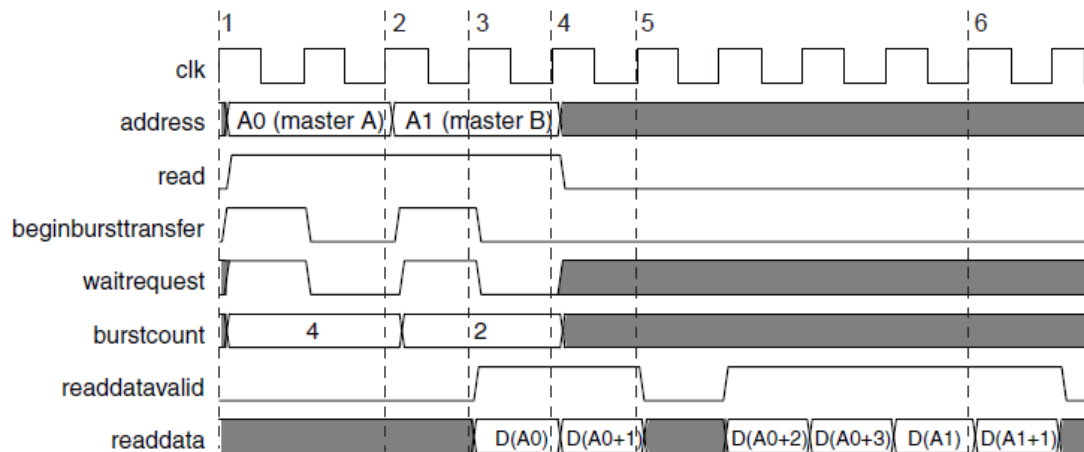 1 2 3 4 5 6
clk
address A0 (master A) A1 (master B)
read
beginbursttransfer
waitrequest
burstcount 4 2
readdatavalid
readdata D(A0) D(A0+1) D(A0+2) D(A0+3) D(A1) D(A1+1)